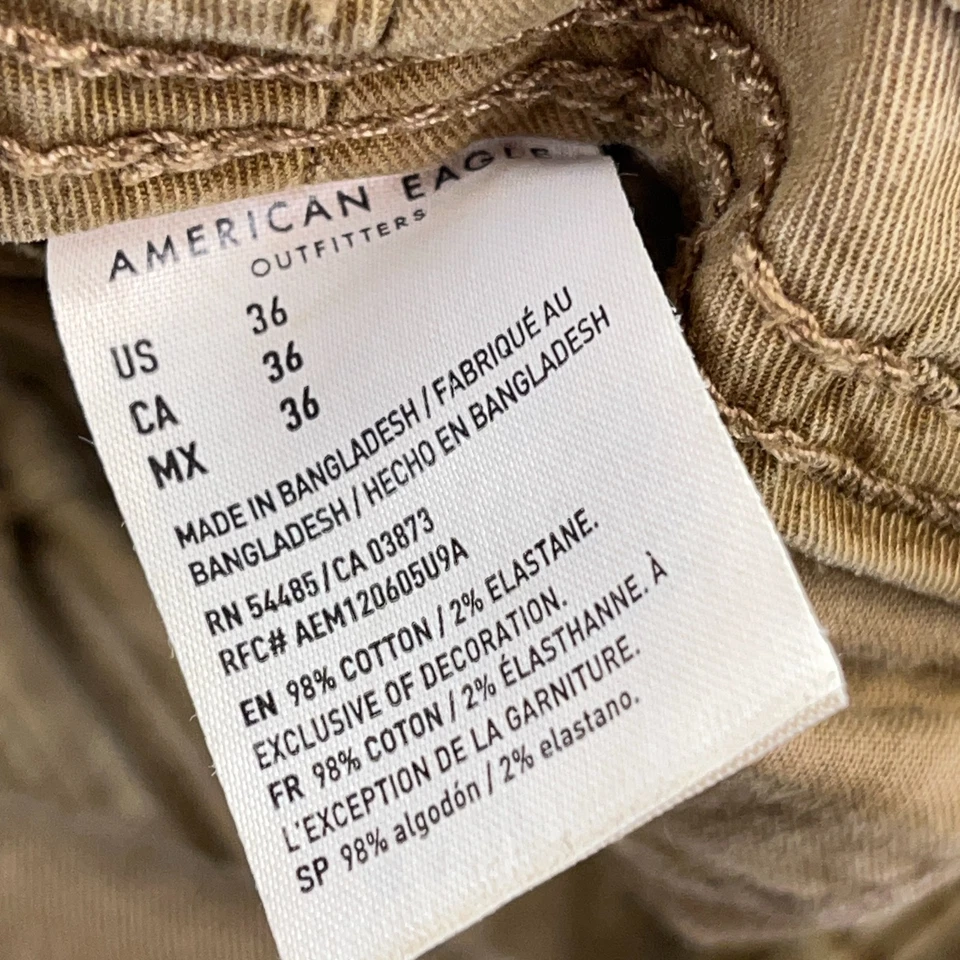 AMERICAN EAGLE
OUTFITTERS
US 36
CA 36
MX 36
MADE IN BANGLADESH / FABRIQUÉ AU
BANGLADESH / HECHO EN BANGLADESH
RN 54485 / CA 03873
RFC# AEM120605U9A
EN 98% COTTON / 2% ELASTANE.
EXCLUSIVE OF DECORATION.
FR 98% COTON / 2% ÉLASTHANNE. À
L'EXCEPTION DE LA GARNITURE.
SP 98% algodón / 2% elastano.